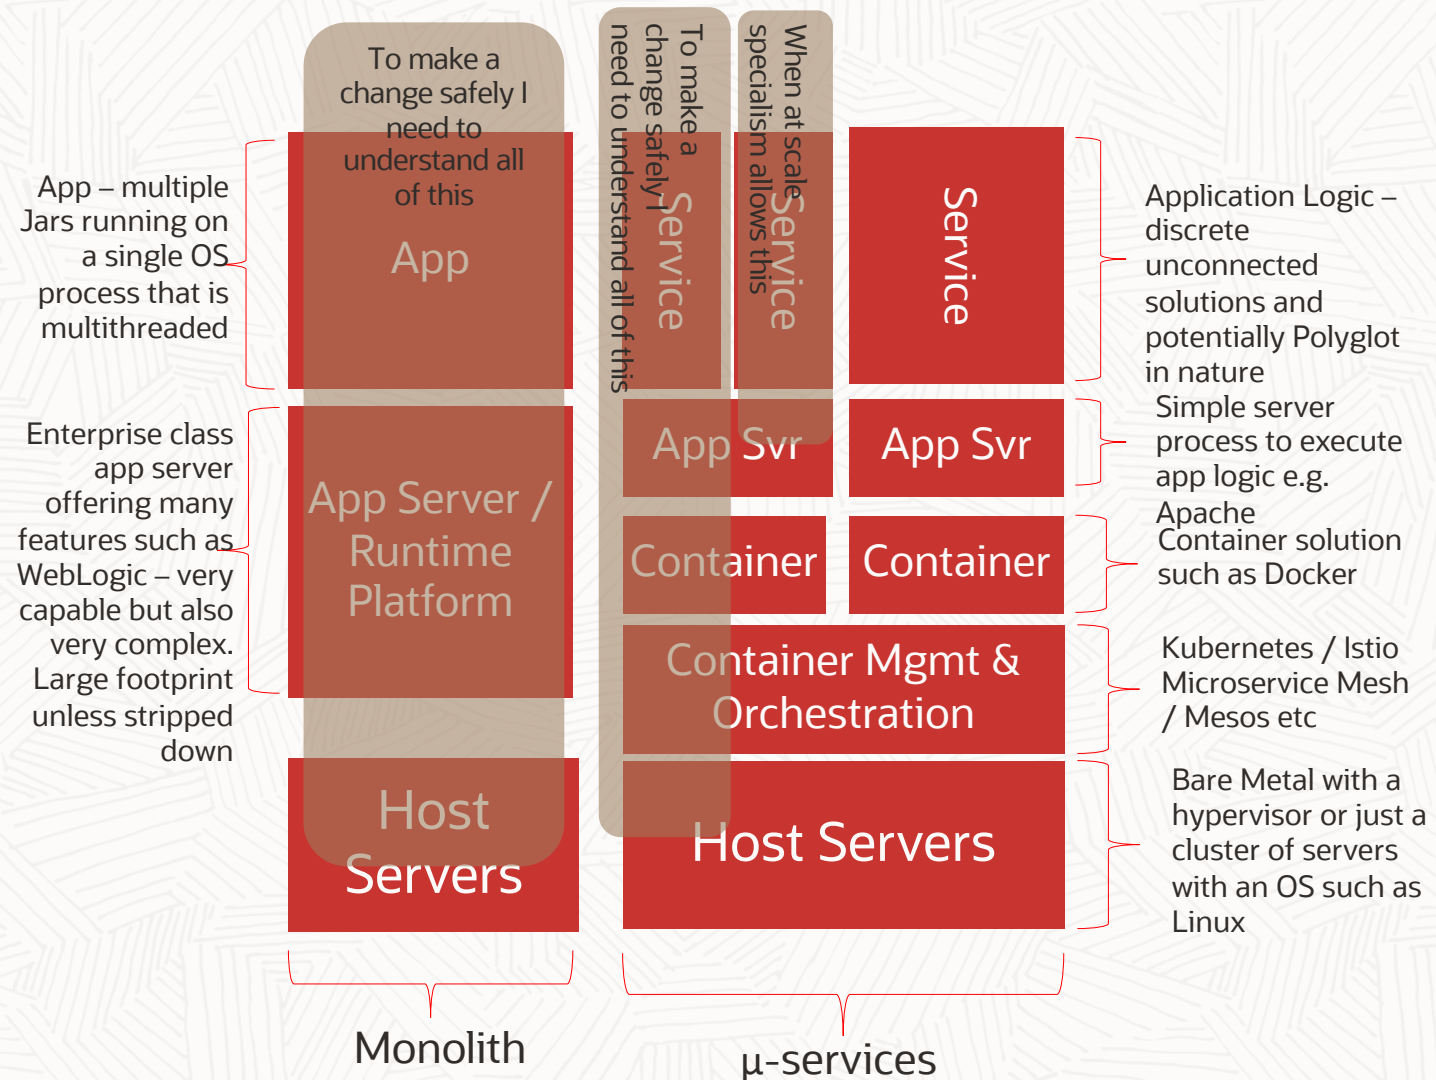 To make a
change safely I
need to
understand all
of this
App
App Server /
Runtime
Platform
Host
Servers
App – multiple
Jars running on
a single OS
process that is
multithreaded
Enterprise class
app server
offering many
features such as
WebLogic – very
capable but also
very complex.
Large footprint
unless stripped
down
Monolith
To make a
change safely I
need to understand all of this
Service
When at scale
specialism allows this
Service
Service
App Svr
App Svr
Container
Container
Container Mgmt &
Orchestration
Host Servers
μ-services
Application Logic –
discrete
unconnected
solutions and
potentially Polyglot
in nature
Simple server
process to execute
app logic e.g.
Apache
Container solution
such as Docker
Kubernetes / Istio
Microservice Mesh
/ Mesos etc
Bare Metal with a
hypervisor or just a
cluster of servers
with an OS such as
Linux